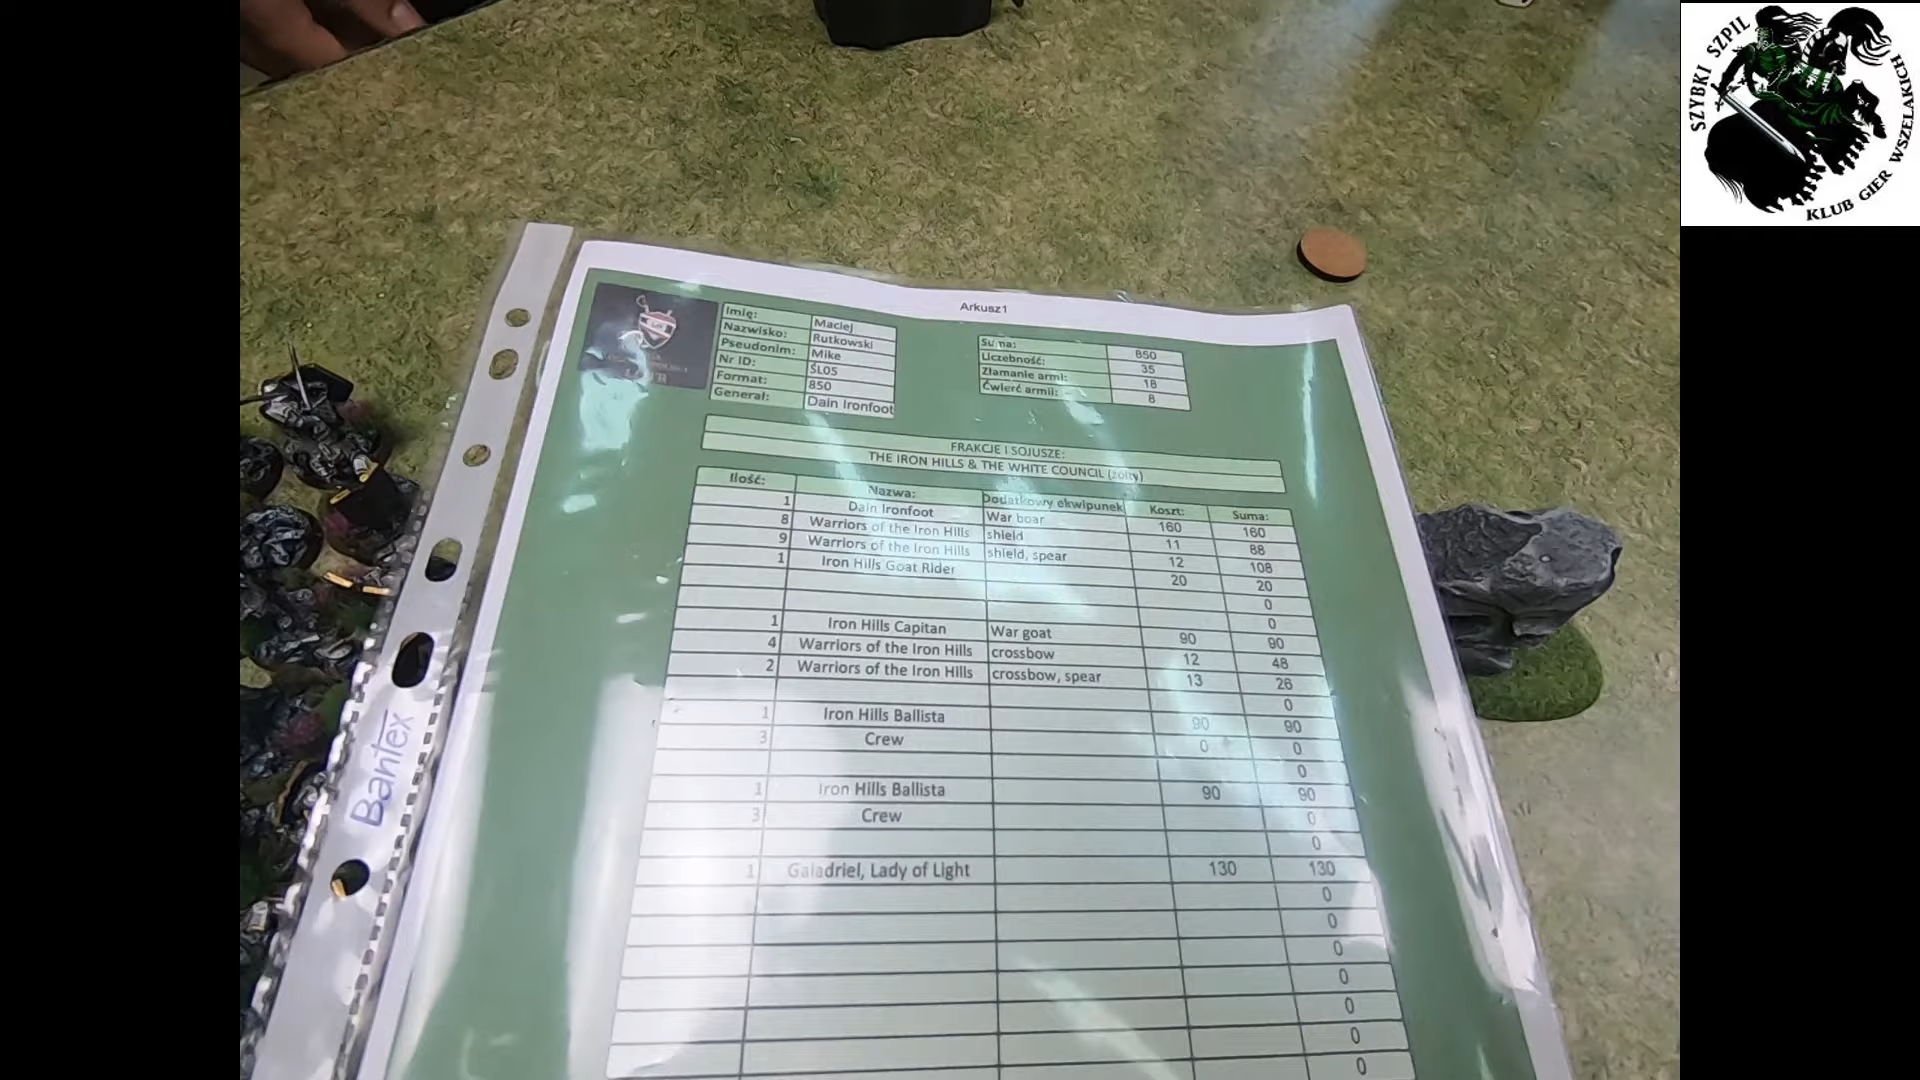 SZYBKI SZPIL
KLUB GIER WSZELAKICH
Arkusz1
Imię: Maciej
Nazwisko: Rutkowski
Pseudonim: Mike
Nr ID: ŚL05
Format: 850
Generał: Dain Ironfoot
Suma: 850
Liczebność: 35
Złamanie armi: 18
Ćwierć armii: 8
FRAKCJE I SOJUSZE:
THE IRON HILLS & THE WHITE COUNCIL (żółty)
Ilość: Nazwa: Dodatkowy ekwipunek Koszt: Suma:
1 Dain Ironfoot War boar 160 160
8 Warriors of the Iron Hills shield 11 88
9 Warriors of the Iron Hills shield, spear 12 108
1 Iron Hills Goat Rider 20 20
0
0
1 Iron Hills Capitan War goat 90 90
4 Warriors of the Iron Hills crossbow 12 48
2 Warriors of the Iron Hills crossbow, spear 13 26
0
1 Iron Hills Ballista 90 90
3 Crew 0 0
0
1 Iron Hills Ballista 90 90
3 Crew 0
0
1 Galadriel, Lady of Light 130 130
0
0
0
0
0
0
0
Bantex